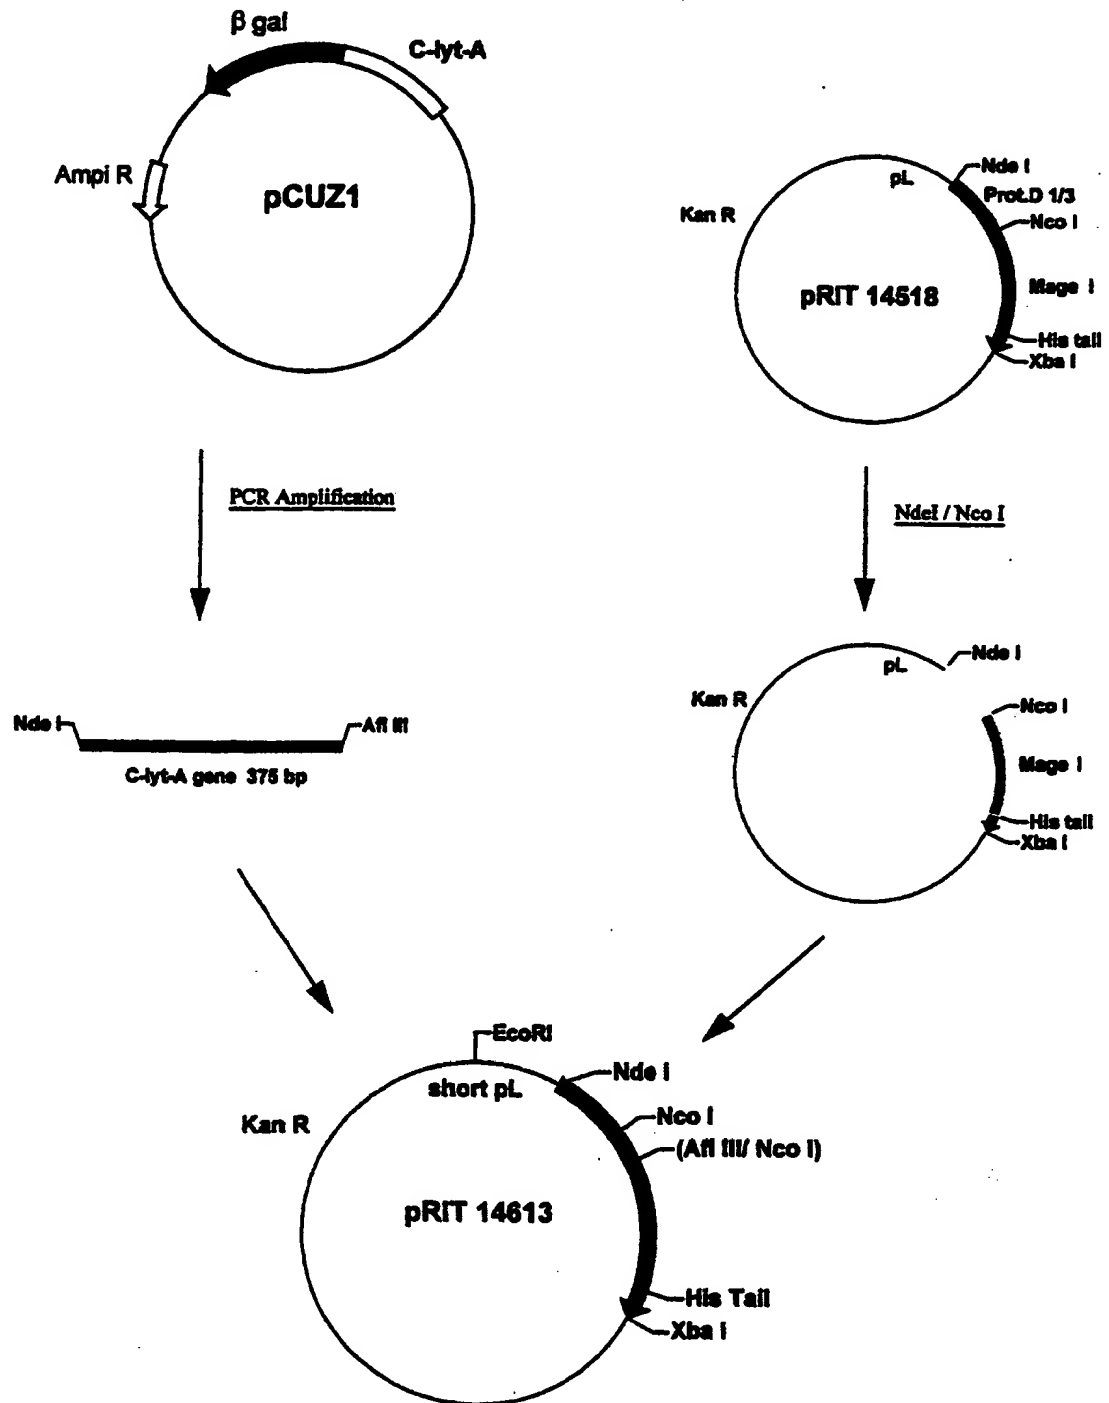 β gal
C-lyt-A
Ampi R
pCUZ1
pL
Nde I
Prot.D 1/3
Nco I
Kan R
pRIT 14518
Mage I
His tail
Xba I
PCR Amplification
NdeI / Nco I
pL
Nde I
Kan R
Nco I
Mage I
His tail
Xba I
Nde I
Afl III
C-lyt-A gene 375 bp
EcoRI
short pL
Nde I
Kan R
Nco I
(Afl III/ Nco I)
pRIT 14613
His Tail
Xba I